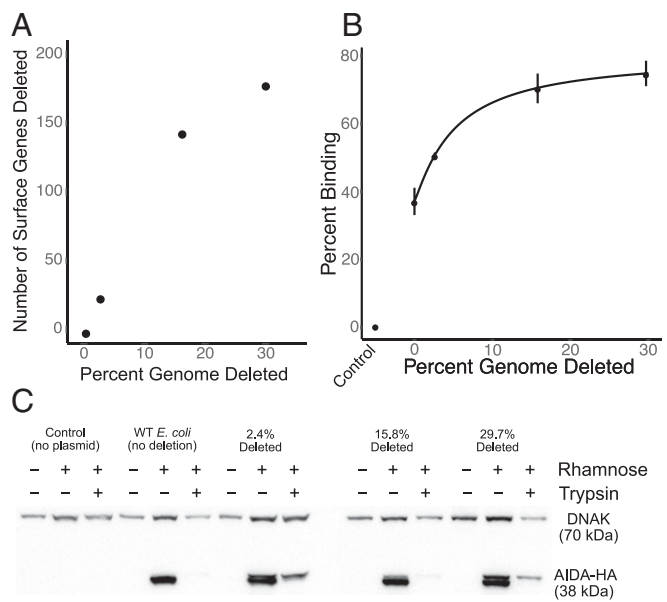 A
Number of Surface Genes Deleted
200
150
100
50
0
0 10 20 30
Percent Genome Deleted
B
Percent Binding
80
60
40
20
0
Control
0 10 20 30
Percent Genome Deleted
C
Control (no plasmid)
WT E. coli (no deletion)
2.4% Deleted
15.8% Deleted
29.7% Deleted
– + + – + + – + + – + + – + + Rhamnose
– – + – – + – – + – – + – – + Trypsin
DNAK
(70 kDa)
AIDA-HA
(38 kDa)